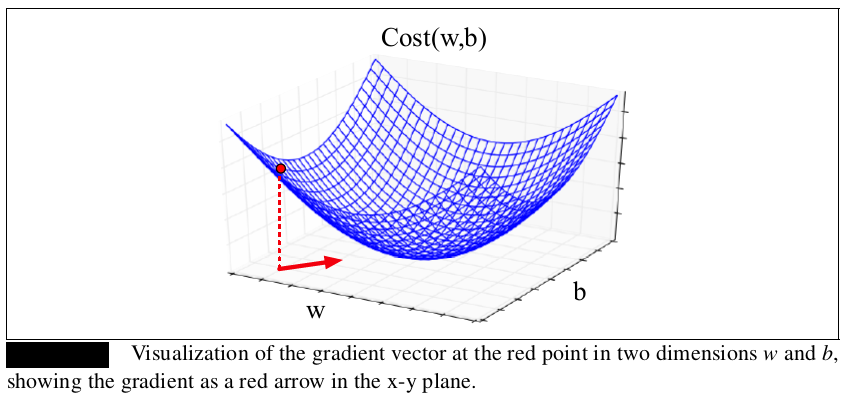 Cost(w,b)
w
b
Visualization of the gradient vector at the red point in two dimensions w and b,
showing the gradient as a red arrow in the x-y plane.